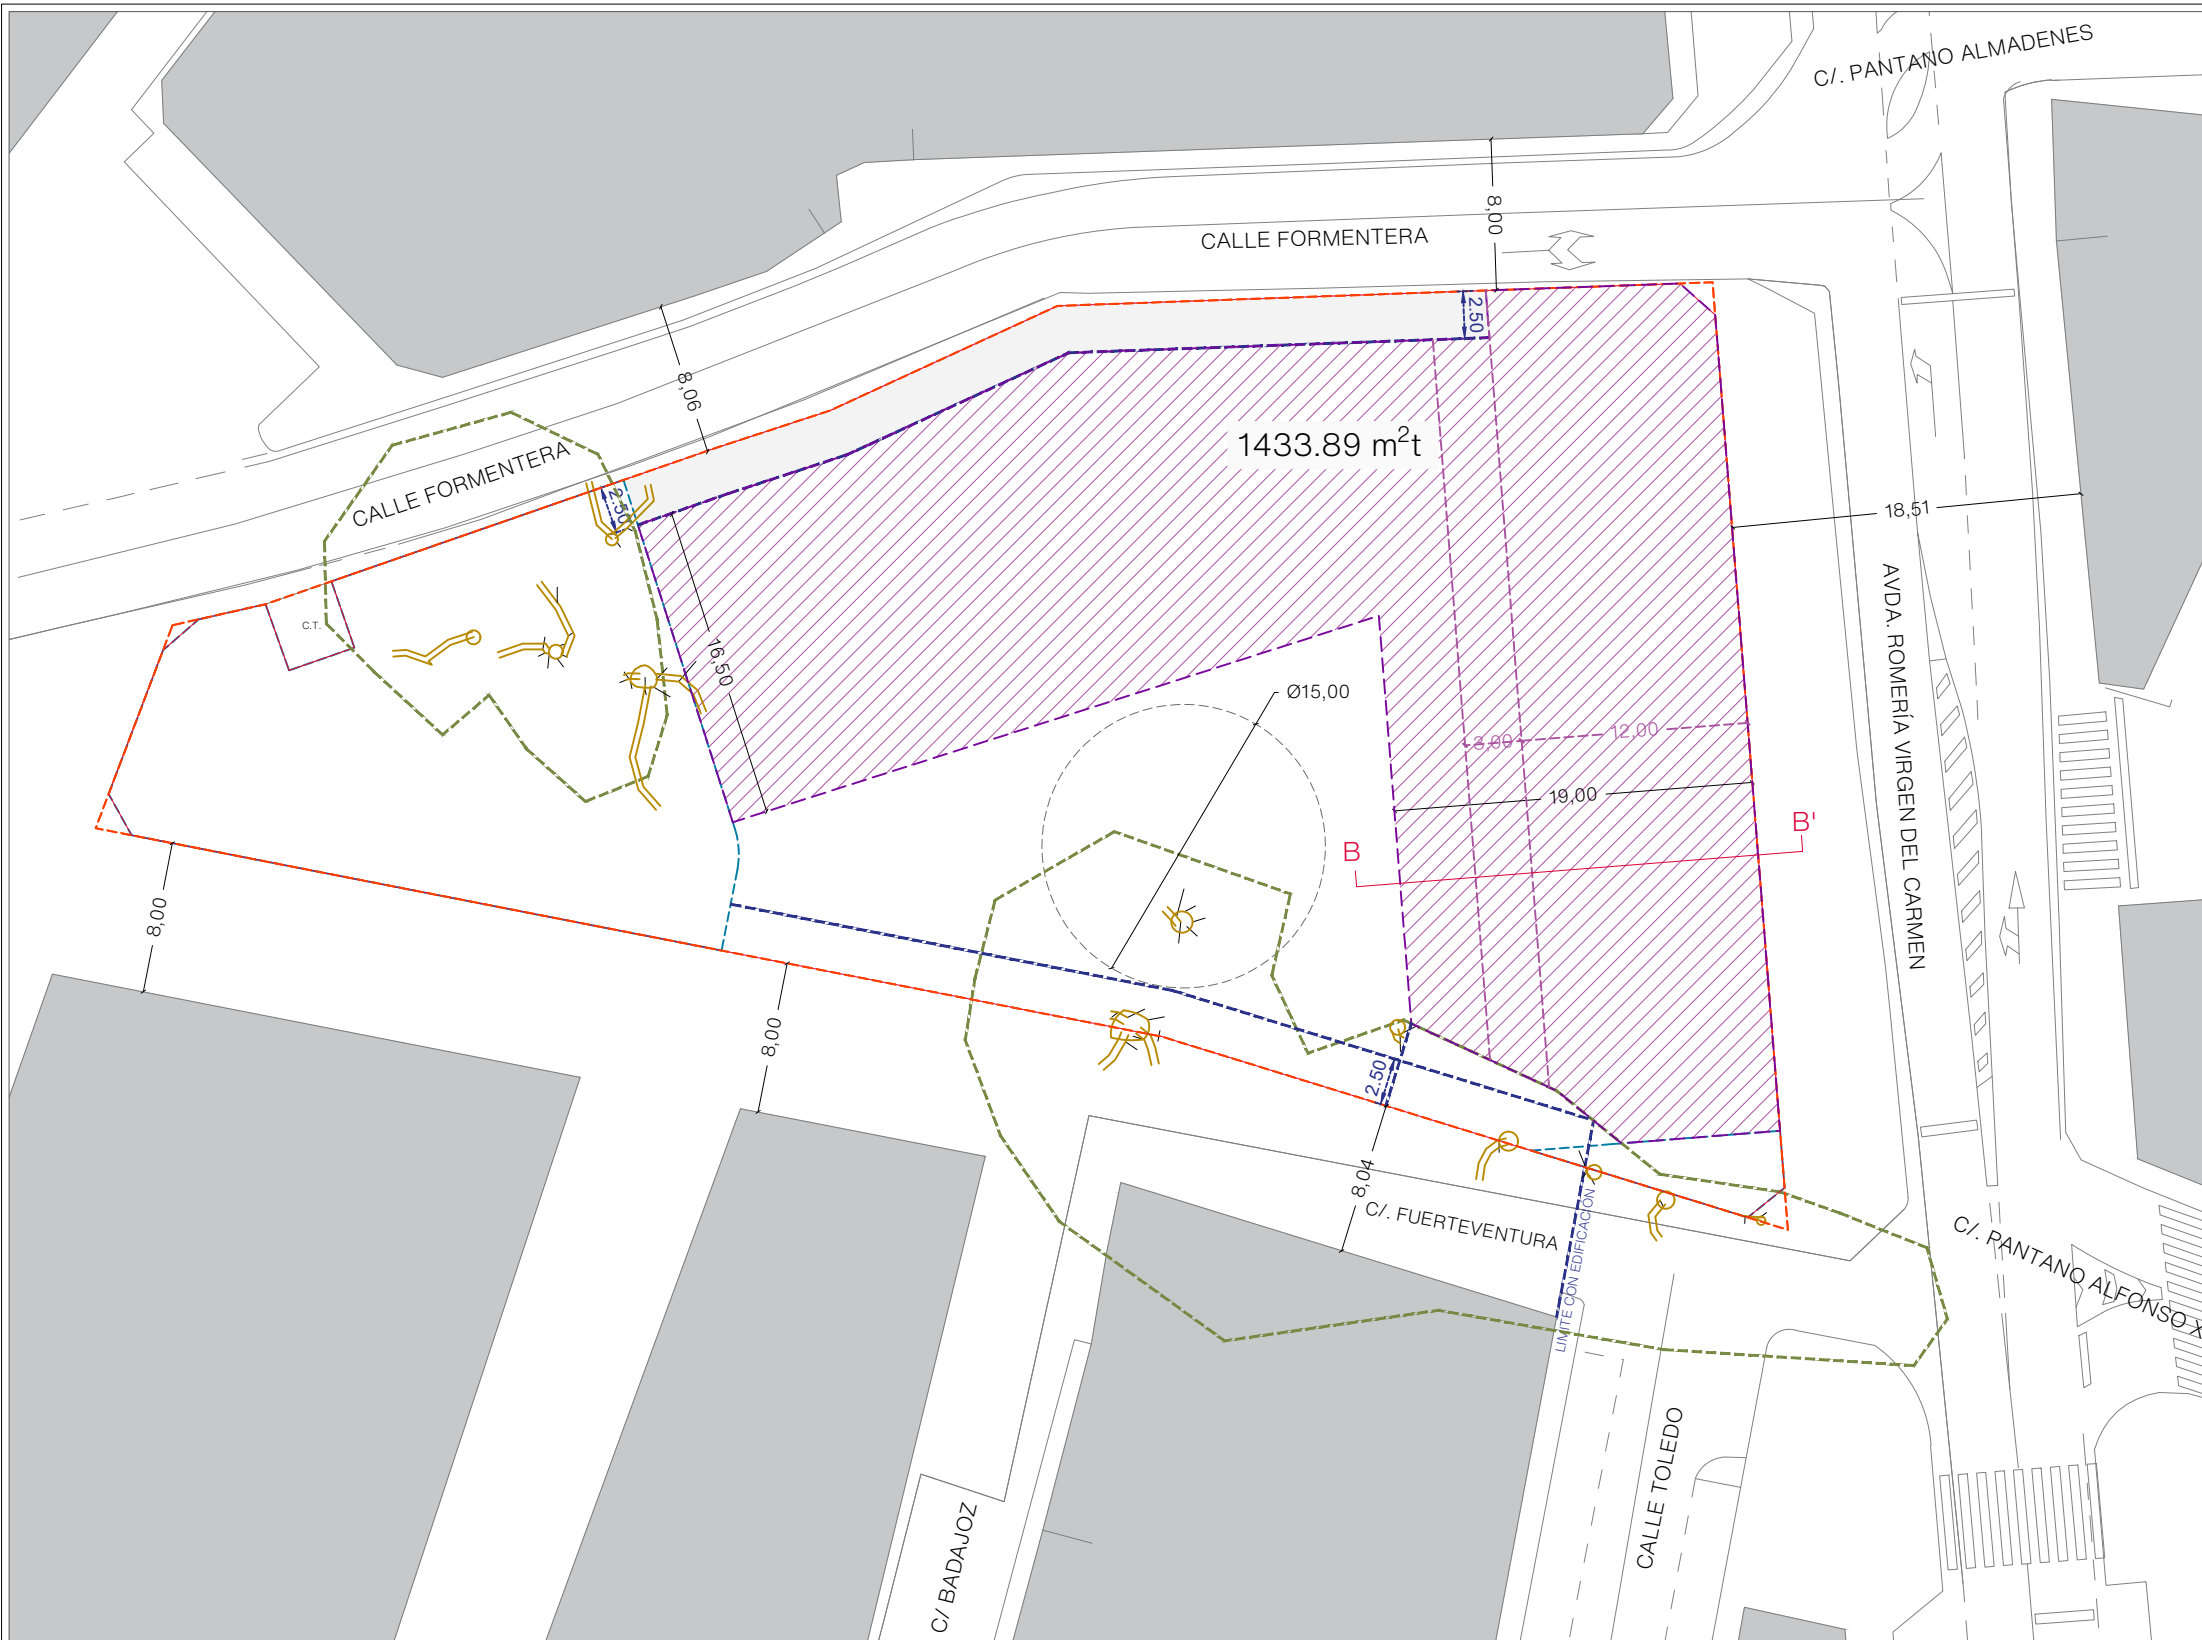 C/. PANTANO ALMADENES
8,00
CALLE FORMENTERA
2.50
8,06
1433.89 m²t
CALLE FORMENTERA
2.50
18,51
C.T.
16,50
Ø15,00
AVDA. ROMERÍA VIRGEN DEL CARMEN
3,00
12,00
19,00
B
B'
8,00
8,00
2.50
8,04
C/. FUERTEVENTURA
LIMITE CON EDIFICACIÓN
C/. PANTANO ALFONSO X
CALLE TOLEDO
C/ BADAJOZ